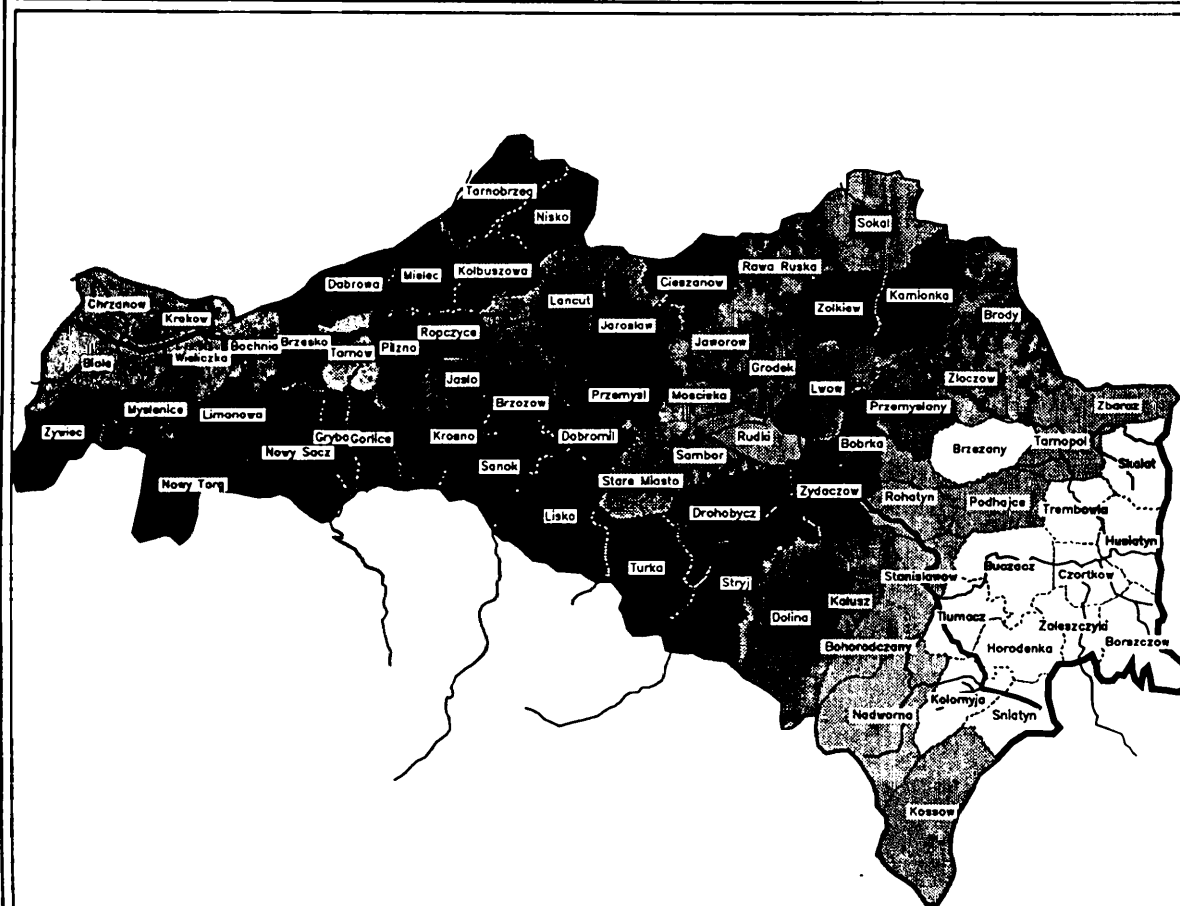 Tarnobrzeg
Nisko
Sokal
Rawa Ruska
Kolbuszowa
Mielec
Dabrowa
Cieszanow
Kamionka
Lancut
Chrzanow
Zolkiew
Brody
Krakow
Jaroslaw
Ropczyce
Jaworow
Bochnia
Brzesko
Pilzno
Tarnow
Wieliczka
Biala
Grodek
Jaslo
Zloczow
Lwow
Przemysl
Mosciska
Brzozow
Przemyslany
Zbaraz
Myslenice
Limanowa
Zywiec
Krosno
Dobromil
Rudki
Grybo
Gorlice
Bobrka
Tarnopol
Brzezany
Nowy Sacz
Sambor
Skalat
Sanok
Stare Miasto
Nowy Targ
Zydaczow
Rohatyn
Podhajce
Trembowla
Lisko
Drohobycz
Husiatyn
Turka
Buczacz
Czortkow
Stanislawow
Stryj
Kalusz
Dolina
Tlumacz
Zaleszczyki
Borszczow
Bohorodczany
Horodenka
Kolomyja
Nadworna
Sniatyn
Kossow